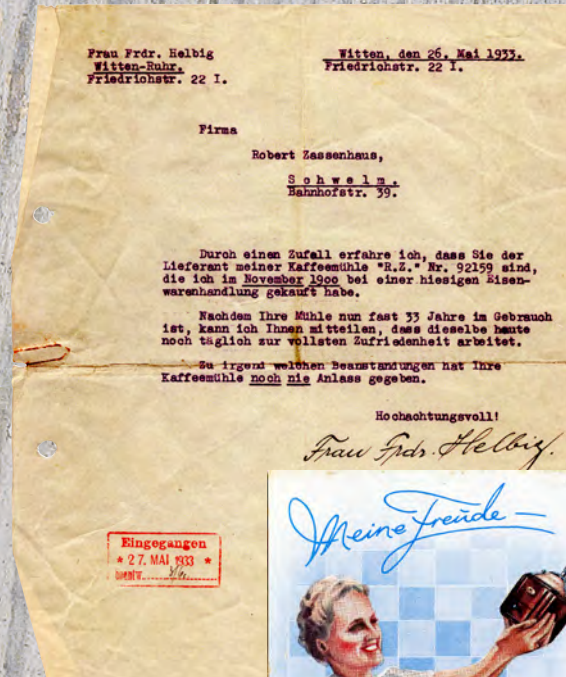 Frau Frdr. Helbig
Witten-Ruhr.
Friedrichstr. 22 I.
Witten, den 26. Mai 1933.
Friedrichstr. 22 I.
Firma
Robert Zassenhaus,
S c h w e l m .
Bahnhofstr. 39.
Durch einen Zufall erfahre ich, dass Sie der
Lieferant meiner Kaffeemühle "R.Z." Nr. 92159 sind,
die ich im November 1900 bei einer hiesigen Eisen-
warenhandlung gekauft habe.
Nachdem Ihre Mühle nun fast 33 Jahre im Gebrauch
ist, kann ich Ihnen mitteilen, dass dieselbe heute
noch täglich zur vollsten Zufriedenheit arbeitet.
Zu irgend welchen Beanstandungen hat Ihre
Kaffeemühle noch nie Anlass gegeben.
Hochachtungsvoll!
Frau Frdr. Helbig.
Eingegangen
* 27. MAI 1933 *
Meine Freude –